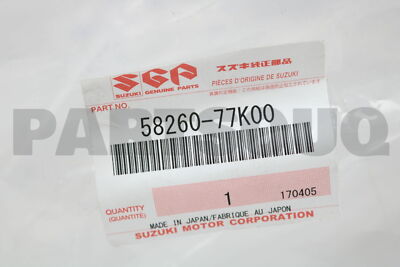 SGP
SUZUKI GENUINE PARTS
スズキ純正部品
PIÈCES D'ORIGINE DE SUZUKI
PART NO.
58260-77K00
PARTSOUQ
QUANTITY
(QUANTITÉ)
1
170405
MADE IN JAPAN/FABRIQUE AU JAPON
SUZUKI MOTOR CORPORATION